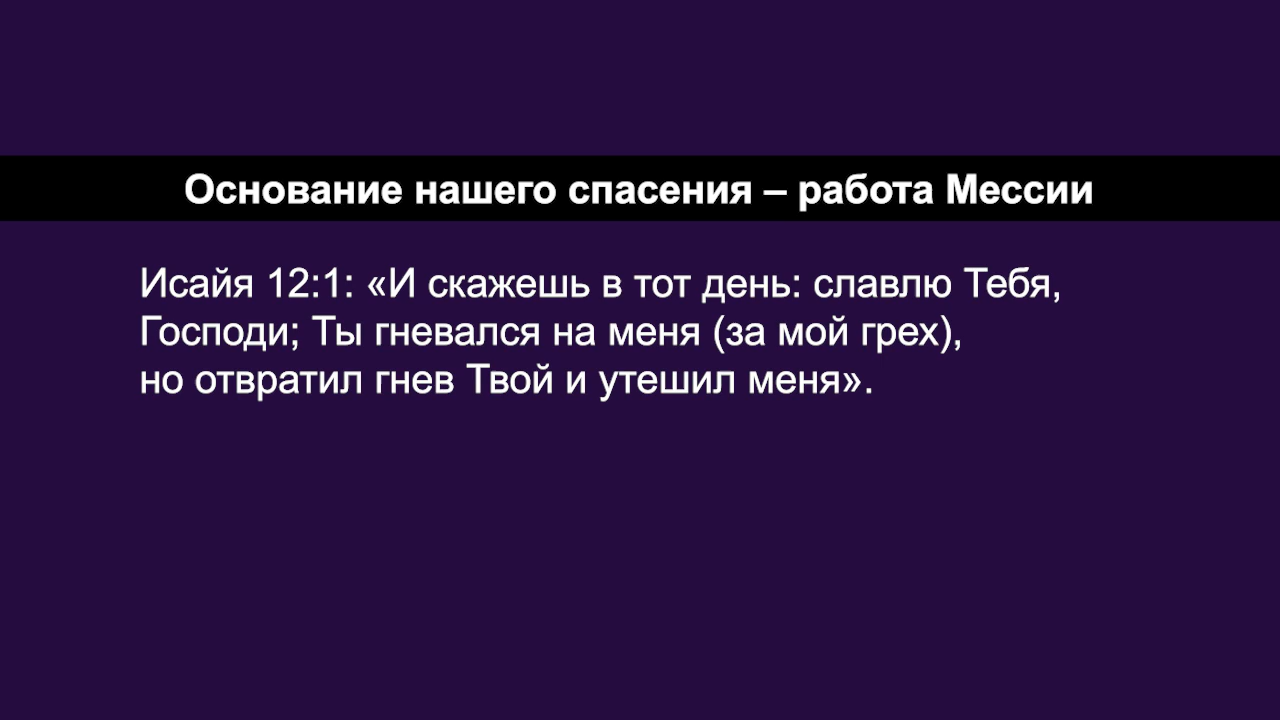 Основание нашего спасения – работа Мессии
Исайя 12:1: «И скажешь в тот день: славлю Тебя,
Господи; Ты гневался на меня (за мой грех),
но отвратил гнев Твой и утешил меня».